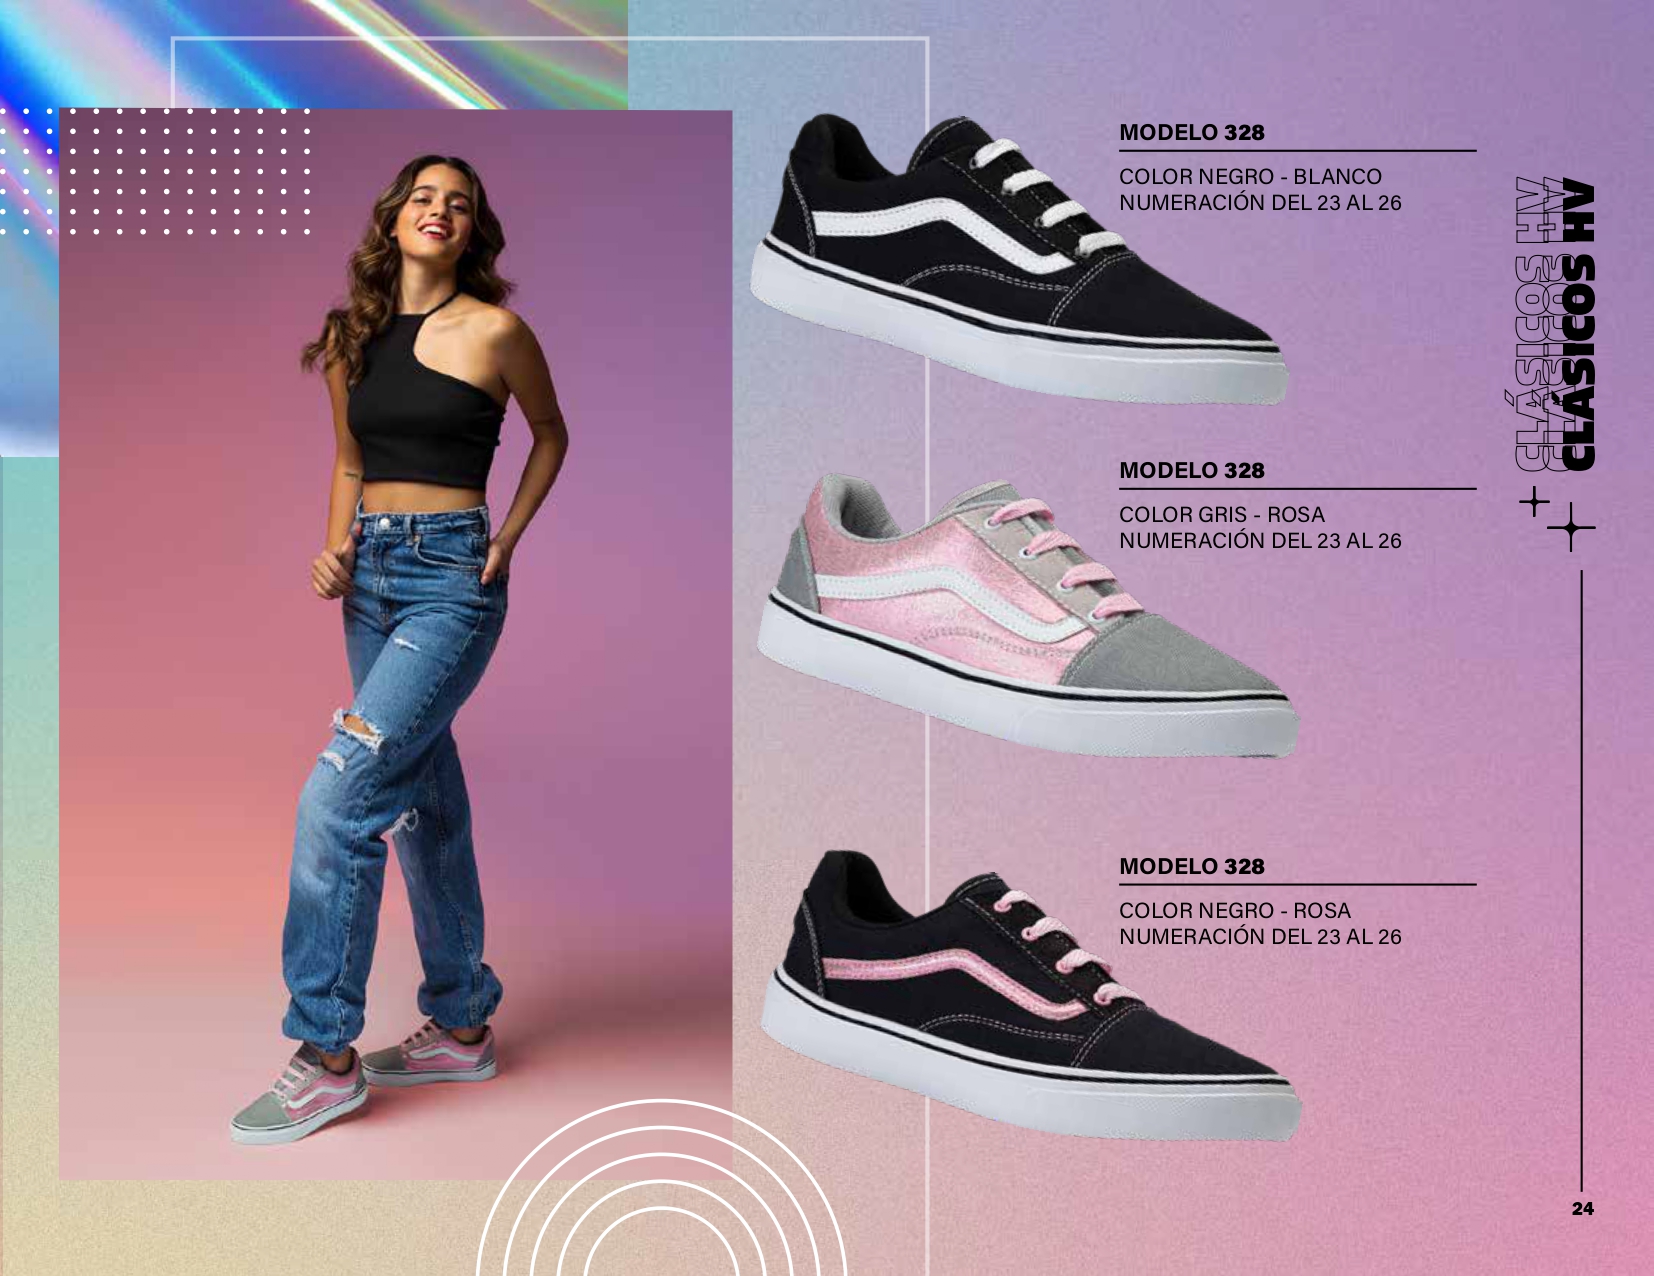 MODELO 328
COLOR NEGRO - BLANCO
NUMERACIÓN DEL 23 AL 26
MODELO 328
COLOR GRIS - ROSA
NUMERACIÓN DEL 23 AL 26
MODELO 328
COLOR NEGRO - ROSA
NUMERACIÓN DEL 23 AL 26
CLÁSICOS HV
CLÁSICOS HV
CLÁSICOS HV
24